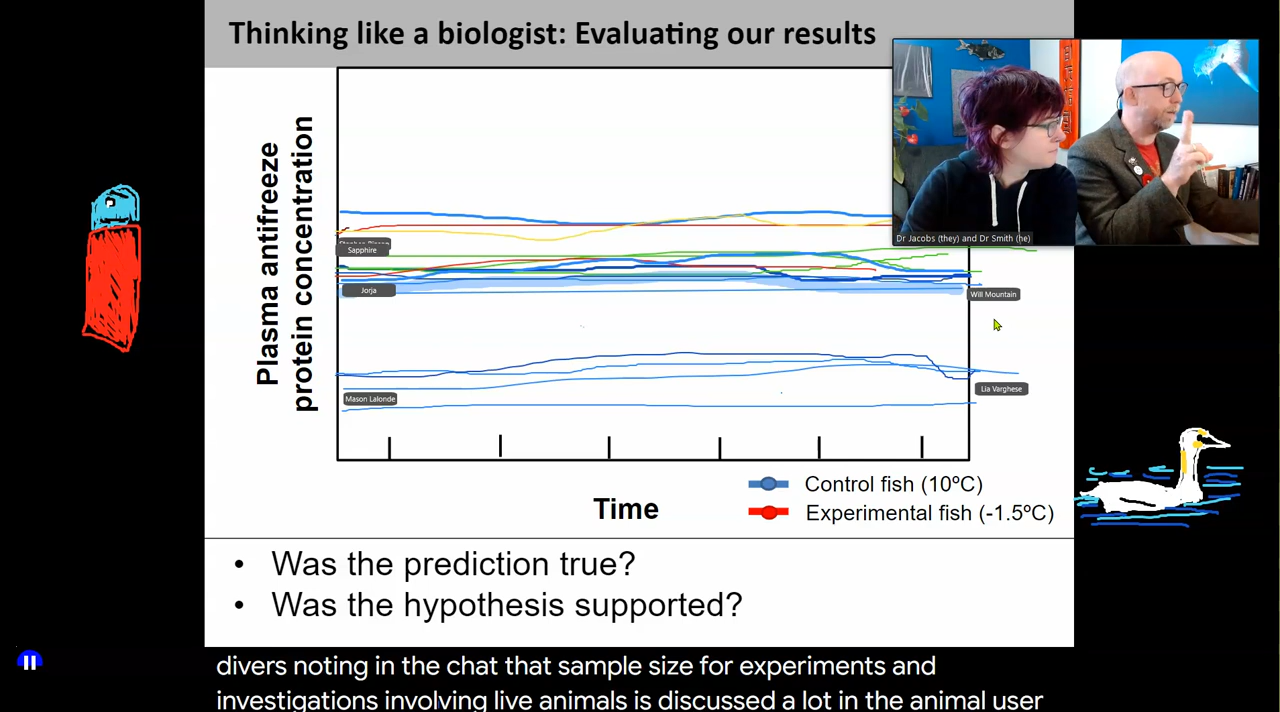 Thinking like a biologist: Evaluating our results
Plasma antifreeze
protein concentration
Sapphire
Jorja
Mason Lalonde
Will Mountain
Lia Varghese
Dr Jacobs (they) and Dr Smith (he)
Time
Control fish (10ºC)
Experimental fish (-1.5ºC)
• Was the prediction true?
• Was the hypothesis supported?
divers noting in the chat that sample size for experiments and
investigations involving live animals is discussed a lot in the animal user